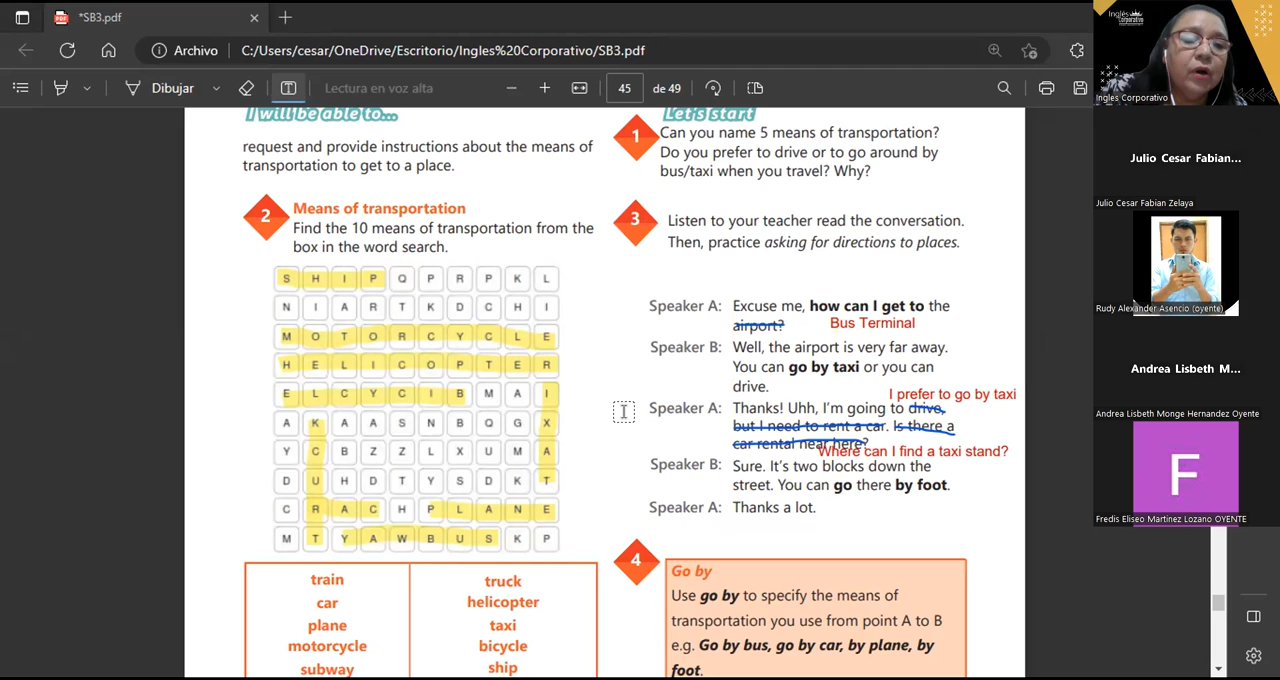 *SB3.pdf
Archivo C:/Users/cesar/OneDrive/Escritorio/Ingles%20Corporativo/SB3.pdf
Dibujar Lectura en voz alta 45 de 49
I will be able to...
request and provide instructions about the means of
transportation to get to a place.
2 Means of transportation
Find the 10 means of transportation from the
box in the word search.
S H I P Q P R P K L
N I A R T K D C H I
M O T O R C Y C L E
H E L I C O P T E R
E L C Y C I B M A I
A K A A S N B Q G X
Y C B Z Z L X U M A
D U H D T Y S D K T
C R A C H P L A N E
M T Y A W B U S K P
train truck
car helicopter
plane taxi
motorcycle bicycle
subway ship
Let's start
1 Can you name 5 means of transportation?
Do you prefer to drive or to go around by
bus/taxi when you travel? Why?
3 Listen to your teacher read the conversation.
Then, practice asking for directions to places.
Speaker A: Excuse me, how can I get to the
airport? Bus Terminal
Speaker B: Well, the airport is very far away.
You can go by taxi or you can
drive.
I prefer to go by taxi
Speaker A: Thanks! Uhh, I'm going to drive,
but I need to rent a car. Is there a
car rental near here?
Where can I find a taxi stand?
Speaker B: Sure. It's two blocks down the
street. You can go there by foot.
Speaker A: Thanks a lot.
4 Go by
Use go by to specify the means of
transportation you use from point A to B
e.g. Go by bus, go by car, by plane, by
foot.
Inglés
Corporativo
Ingles Corporativo
Julio Cesar Fabian...
Julio Cesar Fabian Zelaya
Rudy Alexander Asencio (oyente)
Andrea Lisbeth M...
Andrea Lisbeth Monge Hernandez Oyente
F
Fredis Eliseo Martinez Lozano OYENTE